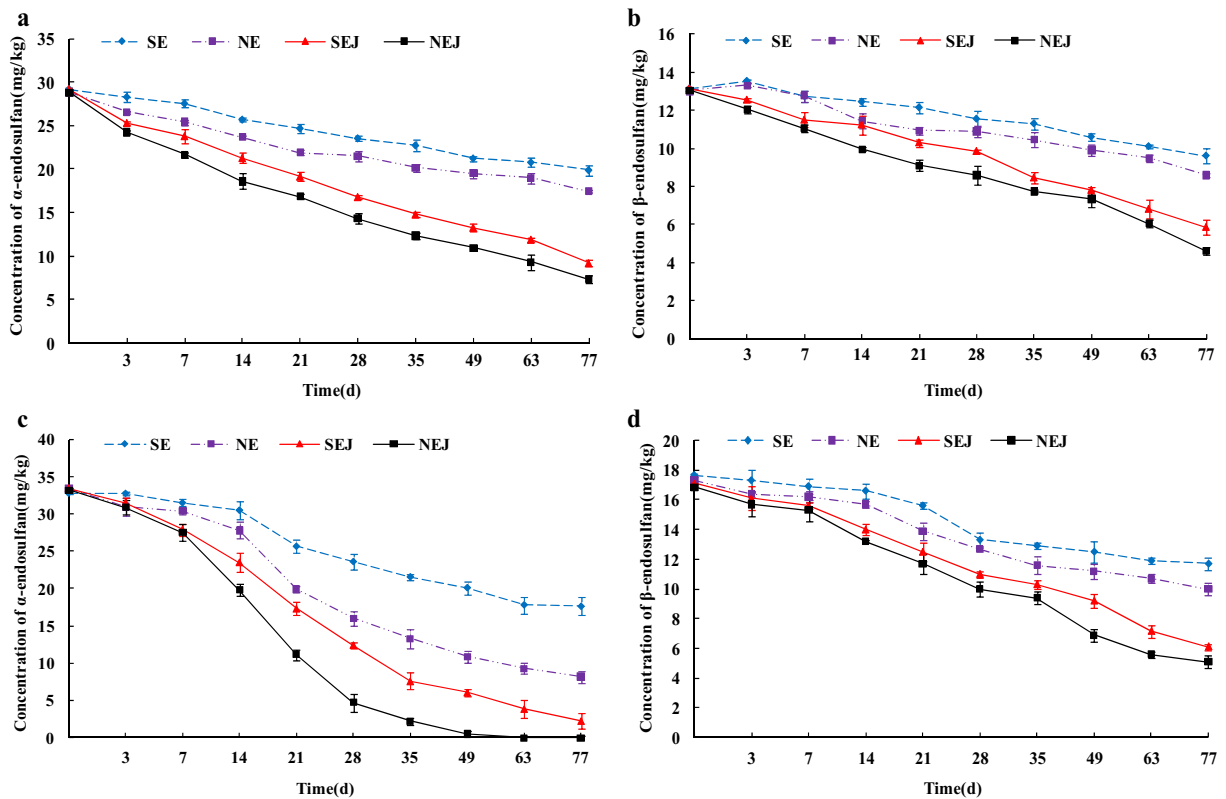 a
SE NE SEJ NEJ
Concentration of α-endosulfan(mg/kg)
35
30
25
20
15
10
5
0
3 7 14 21 28 35 49 63 77
Time(d)
b
SE NE SEJ NEJ
Concentration of β-endosulfan(mg/kg)
16
14
12
10
8
6
4
2
0
3 7 14 21 28 35 49 63 77
Time(d)
c
SE NE SEJ NEJ
Concentration of α-endosulfan(mg/kg)
40
35
30
25
20
15
10
5
0
3 7 14 21 28 35 49 63 77
Time(d)
d
SE NE SEJ NEJ
Concentration of β-endosulfan(mg/kg)
20
18
16
14
12
10
8
6
4
2
0
3 7 14 21 28 35 49 63 77
Time(d)